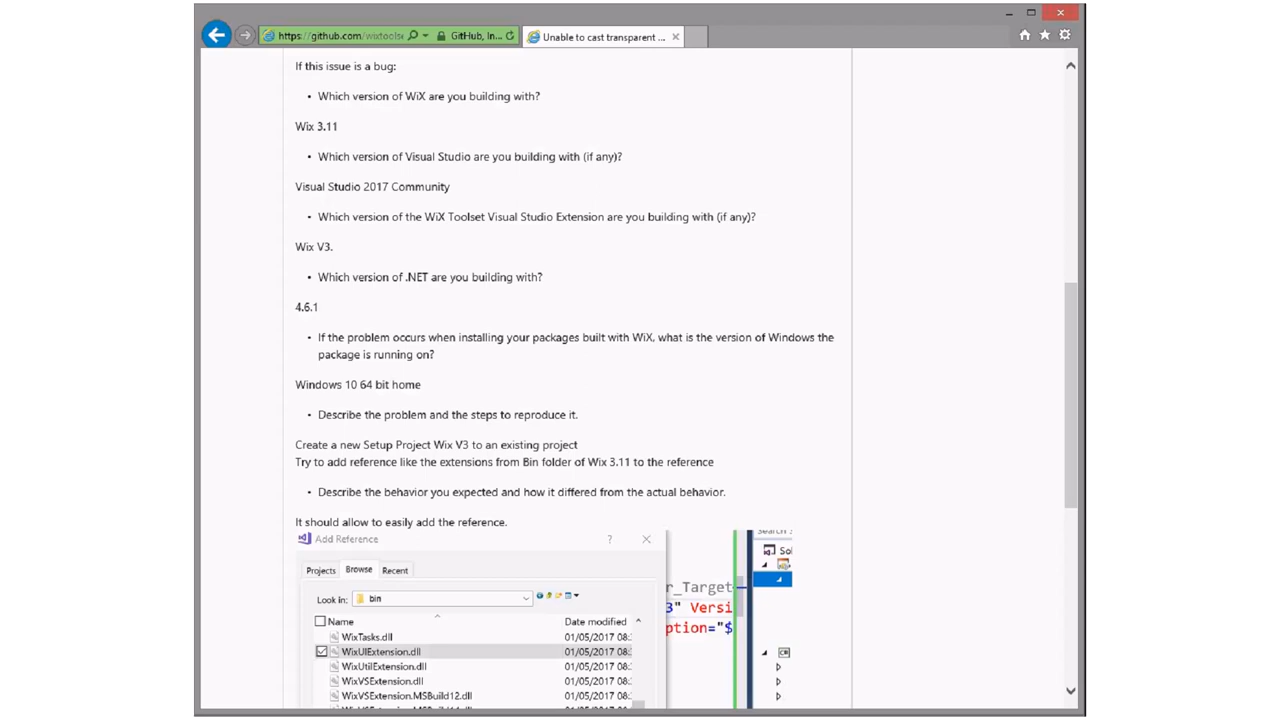 https://github.com/wixtools
GitHub, In...
Unable to cast transparent ...
If this issue is a bug:
• Which version of WiX are you building with?
Wix 3.11
• Which version of Visual Studio are you building with (if any)?
Visual Studio 2017 Community
• Which version of the WiX Toolset Visual Studio Extension are you building with (if any)?
Wix V3.
• Which version of .NET are you building with?
4.6.1
• If the problem occurs when installing your packages built with WiX, what is the version of Windows the
package is running on?
Windows 10 64 bit home
• Describe the problem and the steps to reproduce it.
Create a new Setup Project Wix V3 to an existing project
Try to add reference like the extensions from Bin folder of Wix 3.11 to the reference
• Describe the behavior you expected and how it differed from the actual behavior.
It should allow to easily add the reference.
Add Reference
Projects Browse Recent
Look in: bin
Name Date modified
WixTasks.dll 01/05/2017 08:
WixUIExtension.dll 01/05/2017 08:
WixUtilExtension.dll 01/05/2017 08:
WixVSExtension.dll 01/05/2017 08:
WixVSExtension.MSBuild12.dll 01/05/2017 08:
r_Target
3" Versi
ption="$
Sol
C#